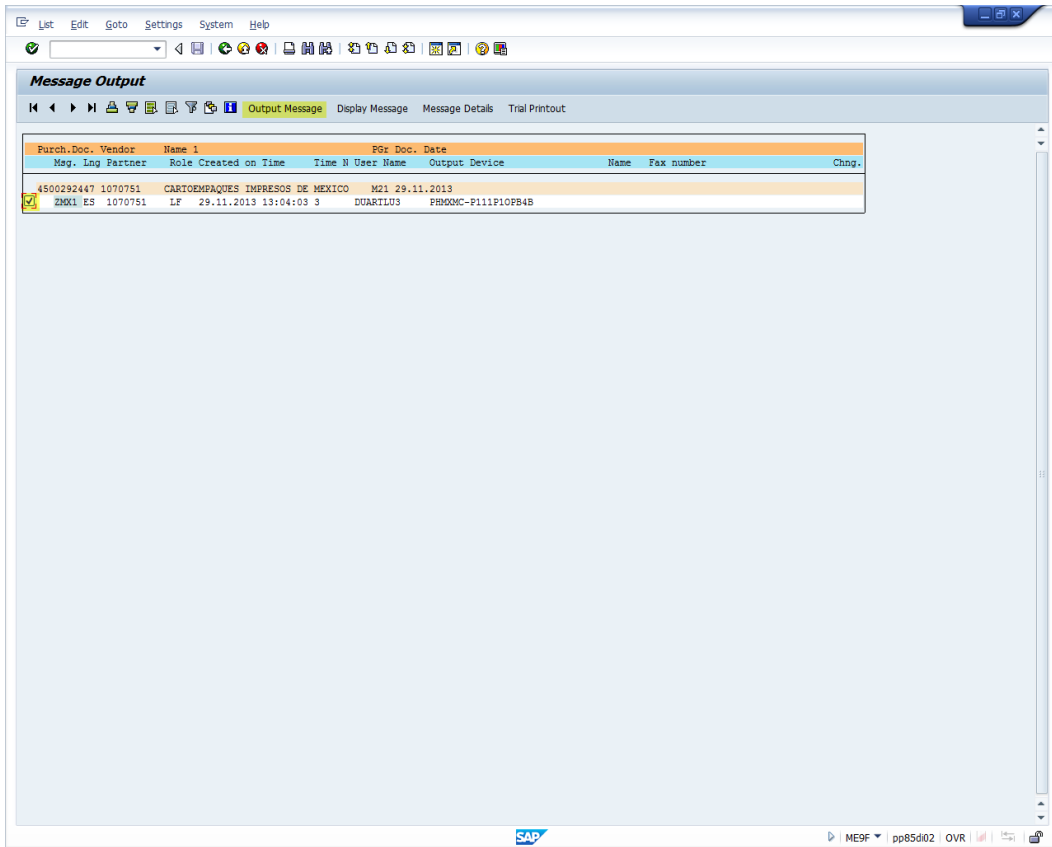 List Edit Goto Settings System Help
Message Output
Output Message Display Message Message Details Trial Printout
Purch.Doc. Vendor Name 1 PGr Doc. Date
Msg. Lng Partner Role Created on Time Time N User Name Output Device Name Fax number Chng.
4500292447 1070751 CARTOEMPAQUES IMPRESOS DE MEXICO M21 29.11.2013
ZMX1 ES 1070751 LF 29.11.2013 13:04:03 3 DUARTLU3 PHMXMC-P111P1OPB4B
SAP ME9F pp85di02 OVR